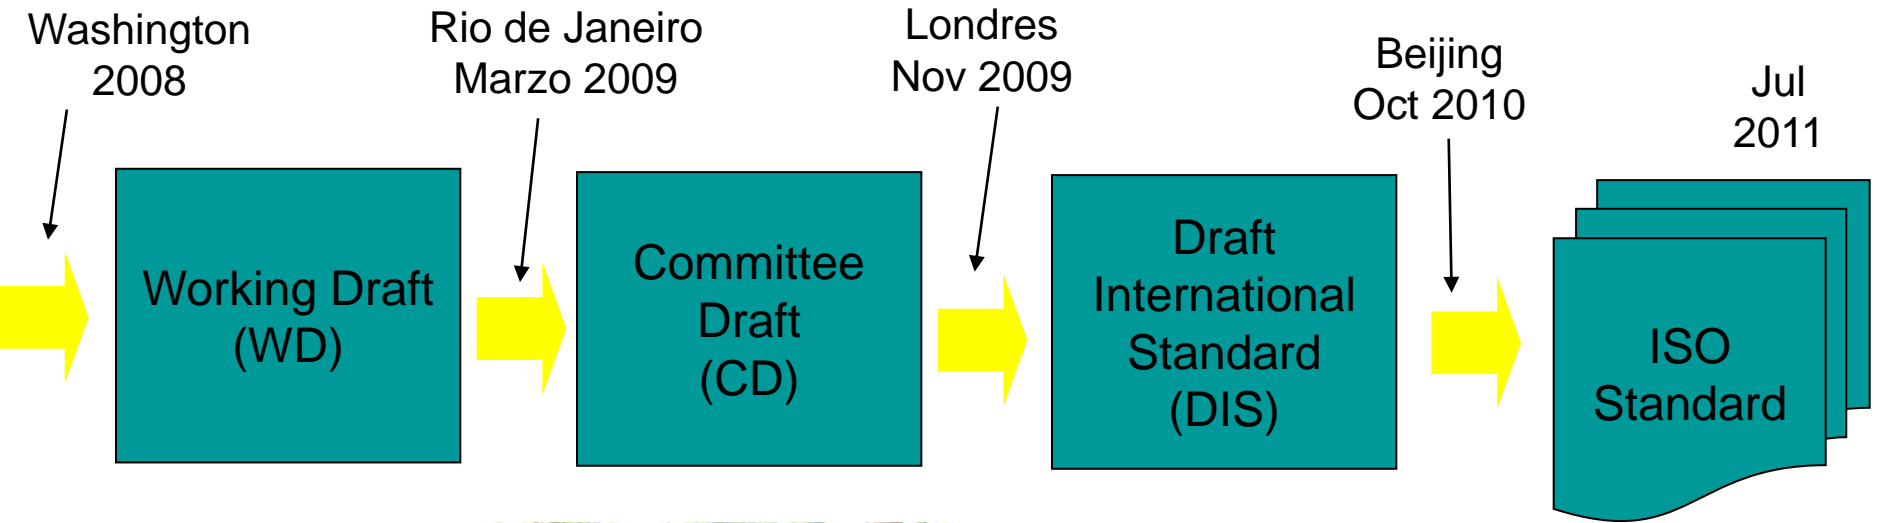 Washington
2008
Rio de Janeiro
Marzo 2009
Londres
Nov 2009
Beijing
Oct 2010
Jul
2011
Working Draft
(WD)
Committee
Draft
(CD)
Draft
International
Standard
(DIS)
ISO
Standard